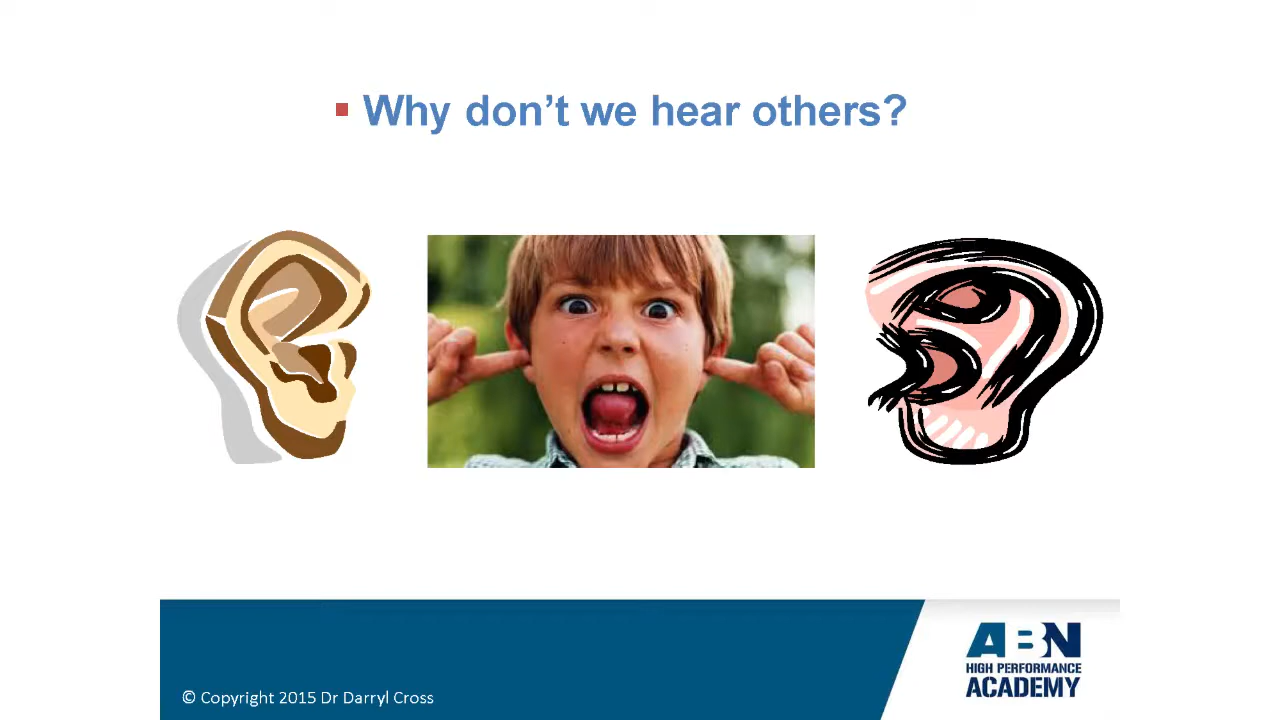 Why don't we hear others?
© Copyright 2015 Dr Darryl Cross
ABN
HIGH PERFORMANCE
ACADEMY